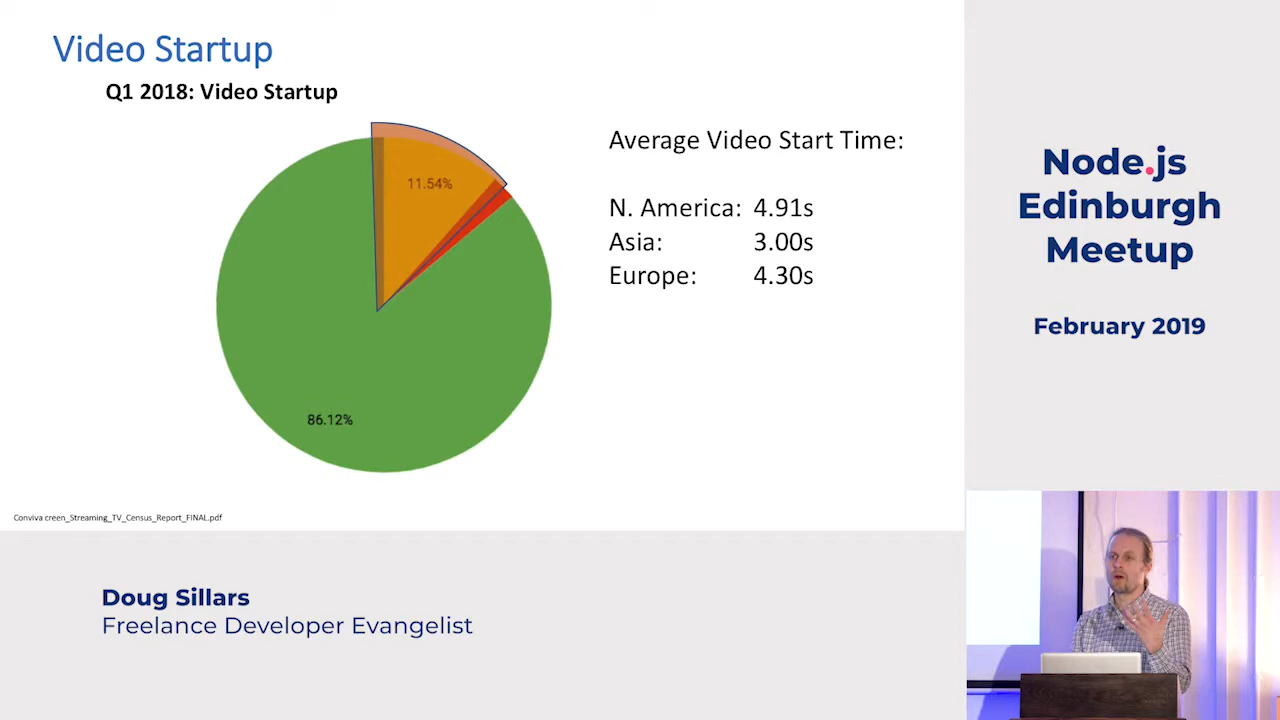 Video Startup
Q1 2018: Video Startup
11.54%
86.12%
Average Video Start Time:
N. America: 4.91s
Asia: 3.00s
Europe: 4.30s
Conviva creen_Streaming_TV_Census_Report_FINAL.pdf
Node.js
Edinburgh
Meetup
February 2019
Doug Sillars
Freelance Developer Evangelist